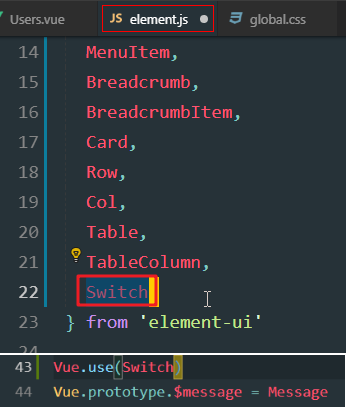 Users.vue JS element.js global.css
14 MenuItem,
15 Breadcrumb,
16 BreadcrumbItem,
17 Card,
18 Row,
19 Col,
20 Table,
21 TableColumn,
22 Switch
23 } from 'element-ui'
43 Vue.use(Switch)
44 Vue.prototype.$message = Message